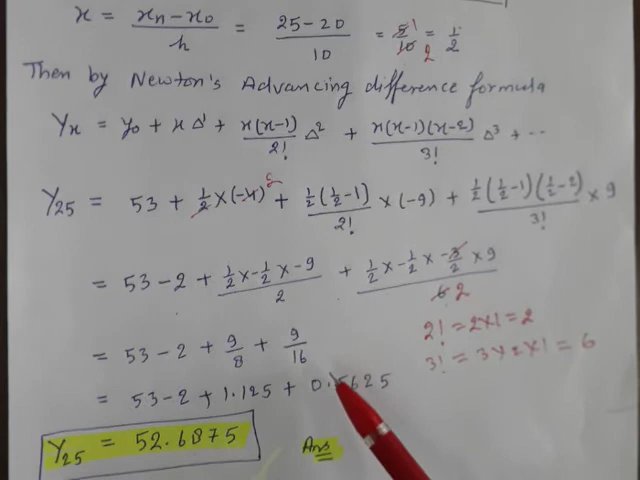 x = (xn - x0)/h = (25-20)/10 = 5/10 = 1/2
Then by Newton's Advancing difference formula
Yx = y0 + xΔ¹ + x(x-1)/2! Δ² + x(x-1)(x-2)/3! Δ³ + ..
Y25 = 53 + 1/2 × (-4) + 1/2(1/2-1)/2! × (-9) + 1/2(1/2-1)(1/2-2)/3! × 9
= 53 - 2 + (1/2 × -1/2 × -9)/2 + (1/2 × -1/2 × -3/2 × 9)/6 2
2! = 2×1 = 2
= 53 - 2 + 9/8 + 9/16
3! = 3×2×1 = 6
= 53 - 2 + 1.125 + 0.5625
Y25 = 52.6875 Ans